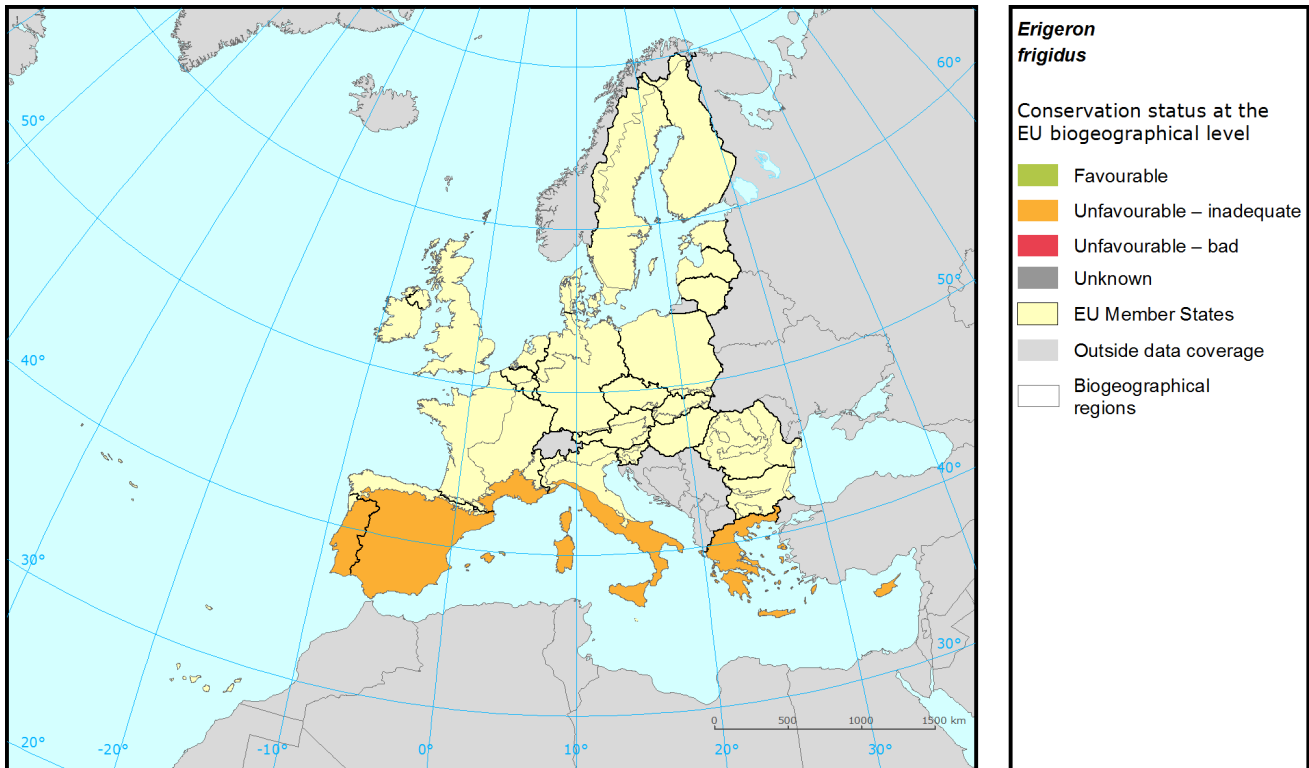 Erigeron
frigidus
Conservation status at the
EU biogeographical level
Favourable
Unfavourable – inadequate
Unfavourable – bad
Unknown
EU Member States
Outside data coverage
Biogeographical
regions
60°
50°
50°
40°
40°
30°
30°
20°
-20°
-10°
0°
10°
20°
30°
0 500 1000 1500 km